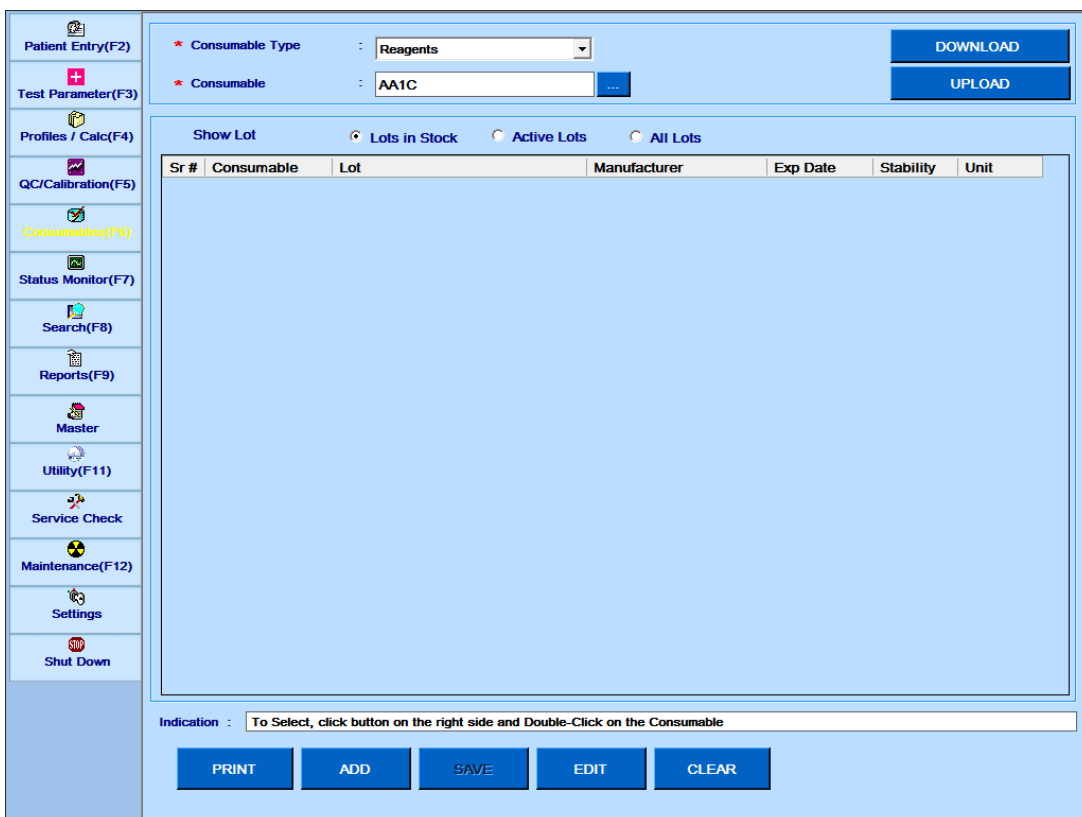 Patient Entry(F2)
Test Parameter(F3)
Profiles / Calc(F4)
QC/Calibration(F5)
Consumables(F6)
Status Monitor(F7)
Search(F8)
Reports(F9)
Master
Utility(F11)
Service Check
Maintenance(F12)
Settings
STOP
Shut Down
* Consumable Type : Reagents
DOWNLOAD
* Consumable : AA1C ...
UPLOAD
Show Lot Lots in Stock Active Lots All Lots
Sr # Consumable Lot Manufacturer Exp Date Stability Unit
Indication : To Select, click button on the right side and Double-Click on the Consumable
PRINT ADD SAVE EDIT CLEAR